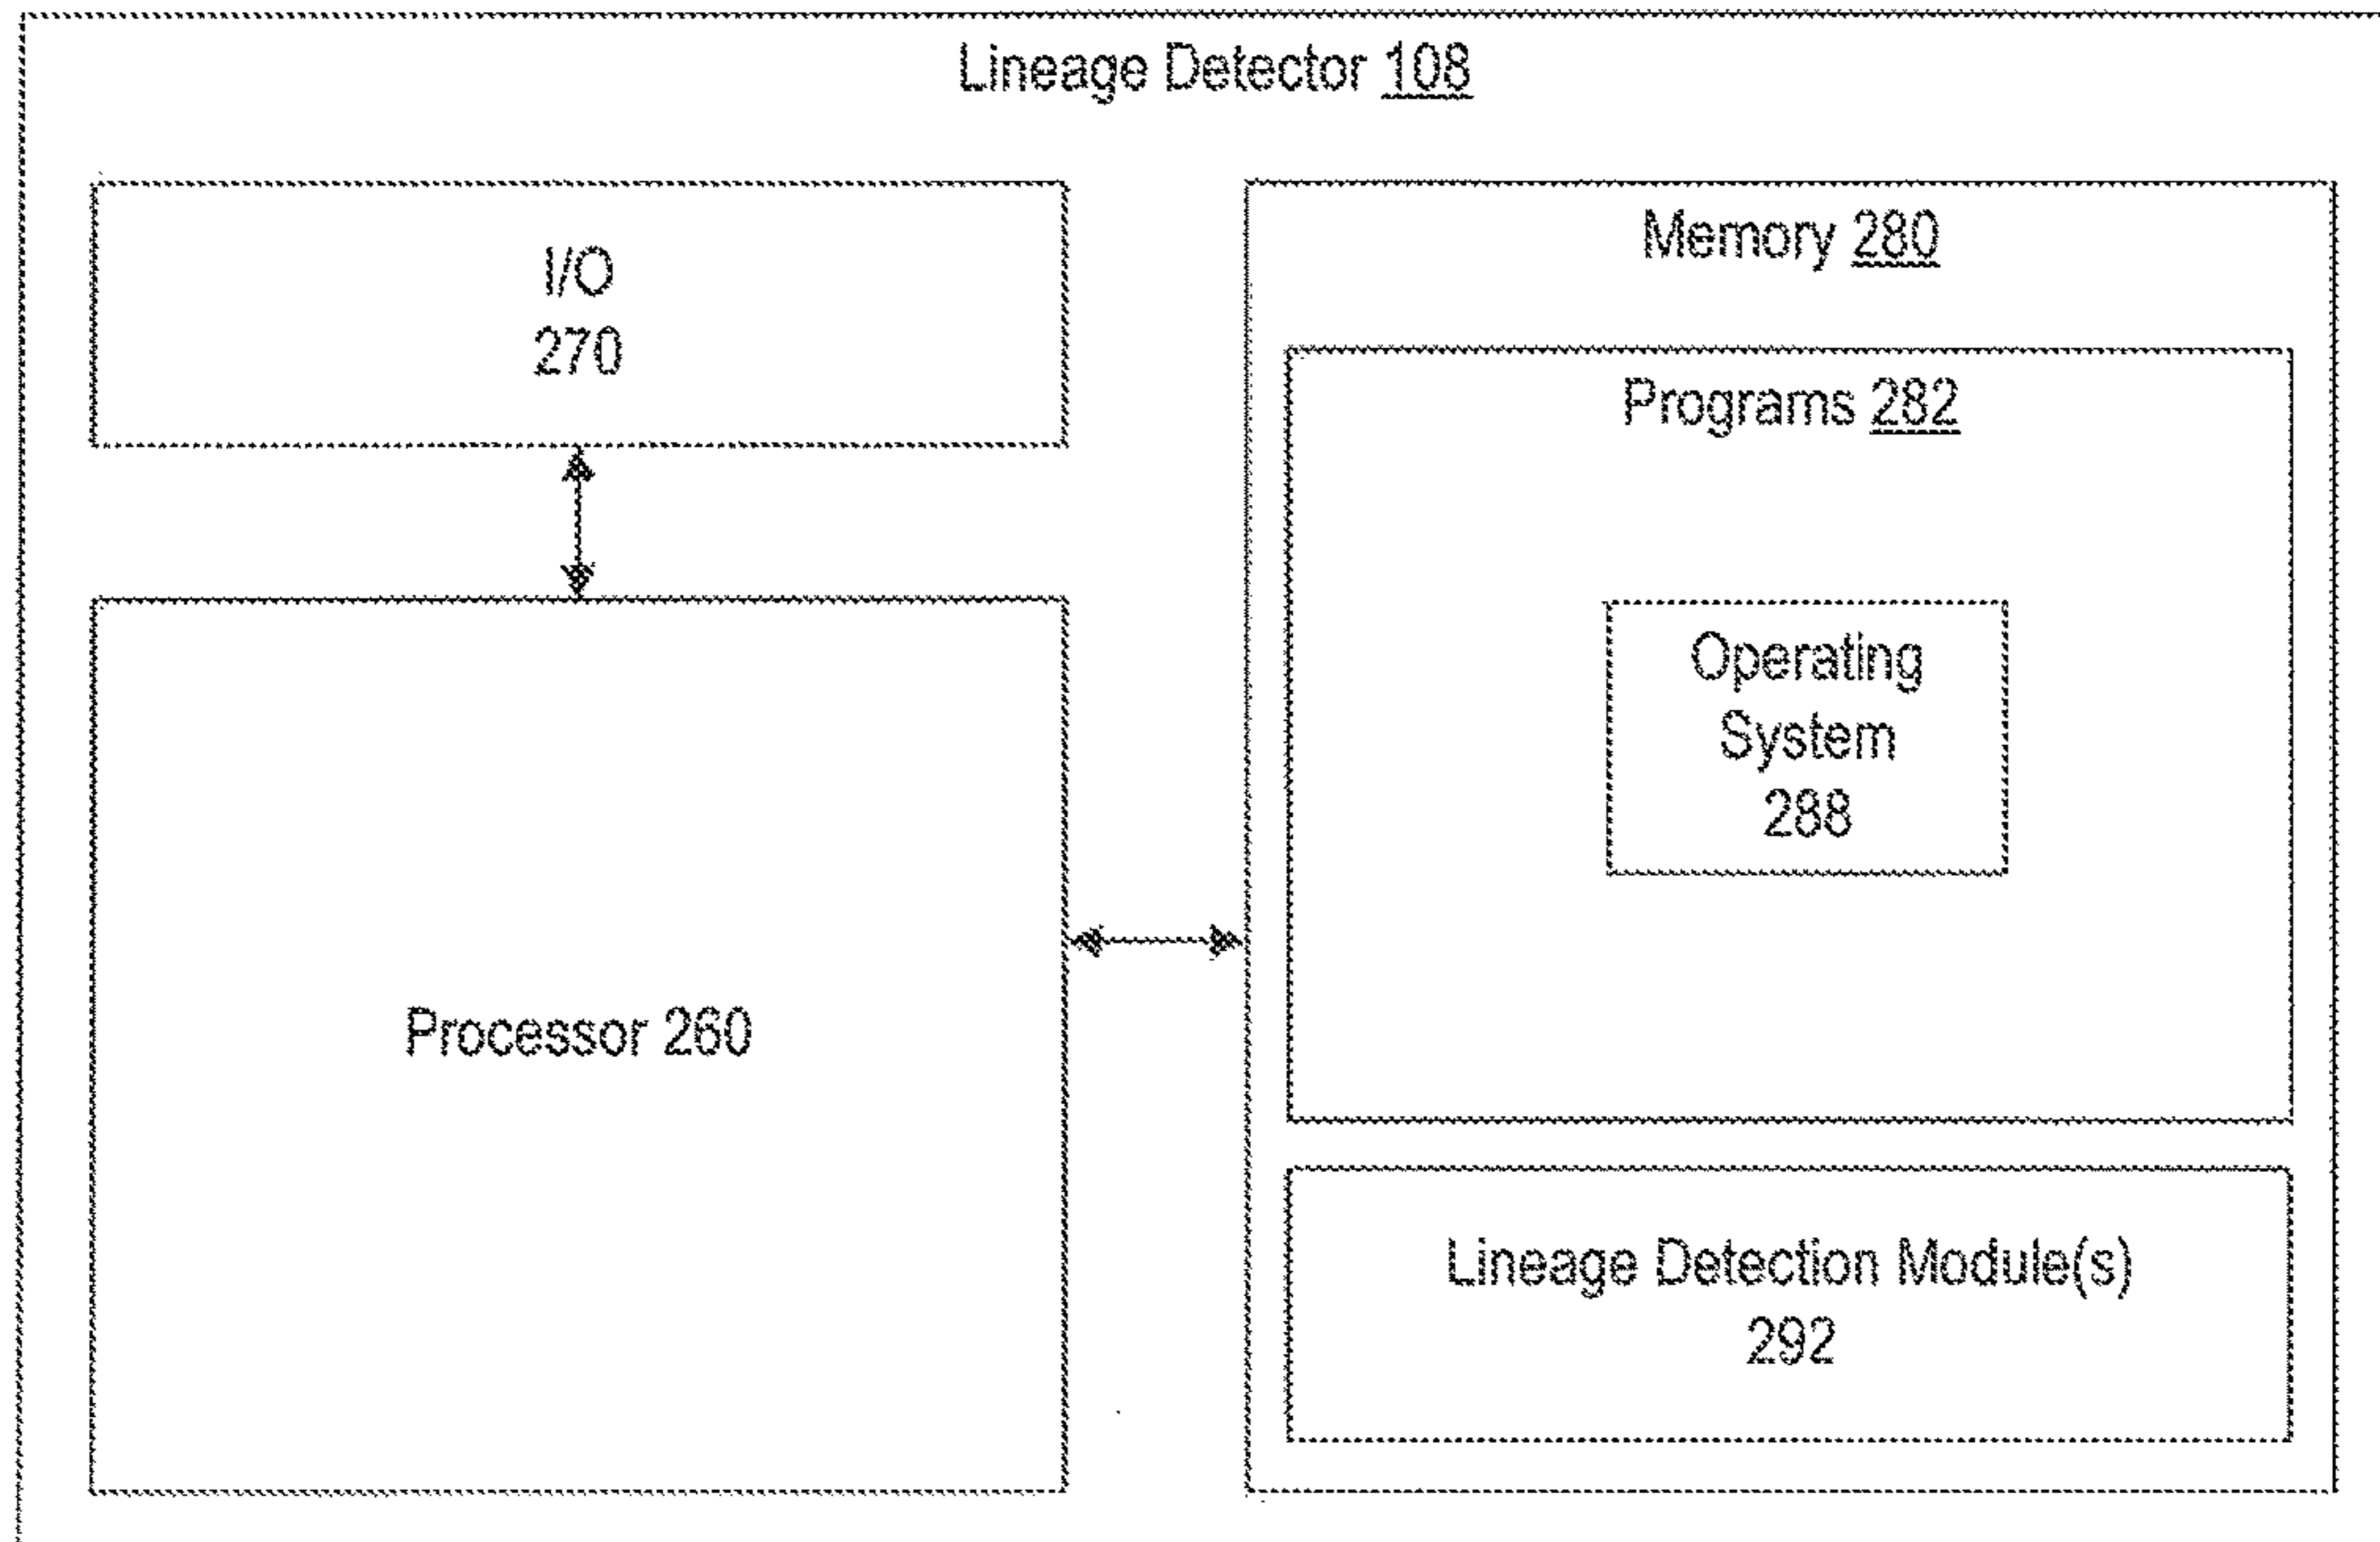 Lineage Detector 108
I/O
270
Processor 260
Memory 280
Programs 282
Operating
System
288
Lineage Detection Module(s)
292